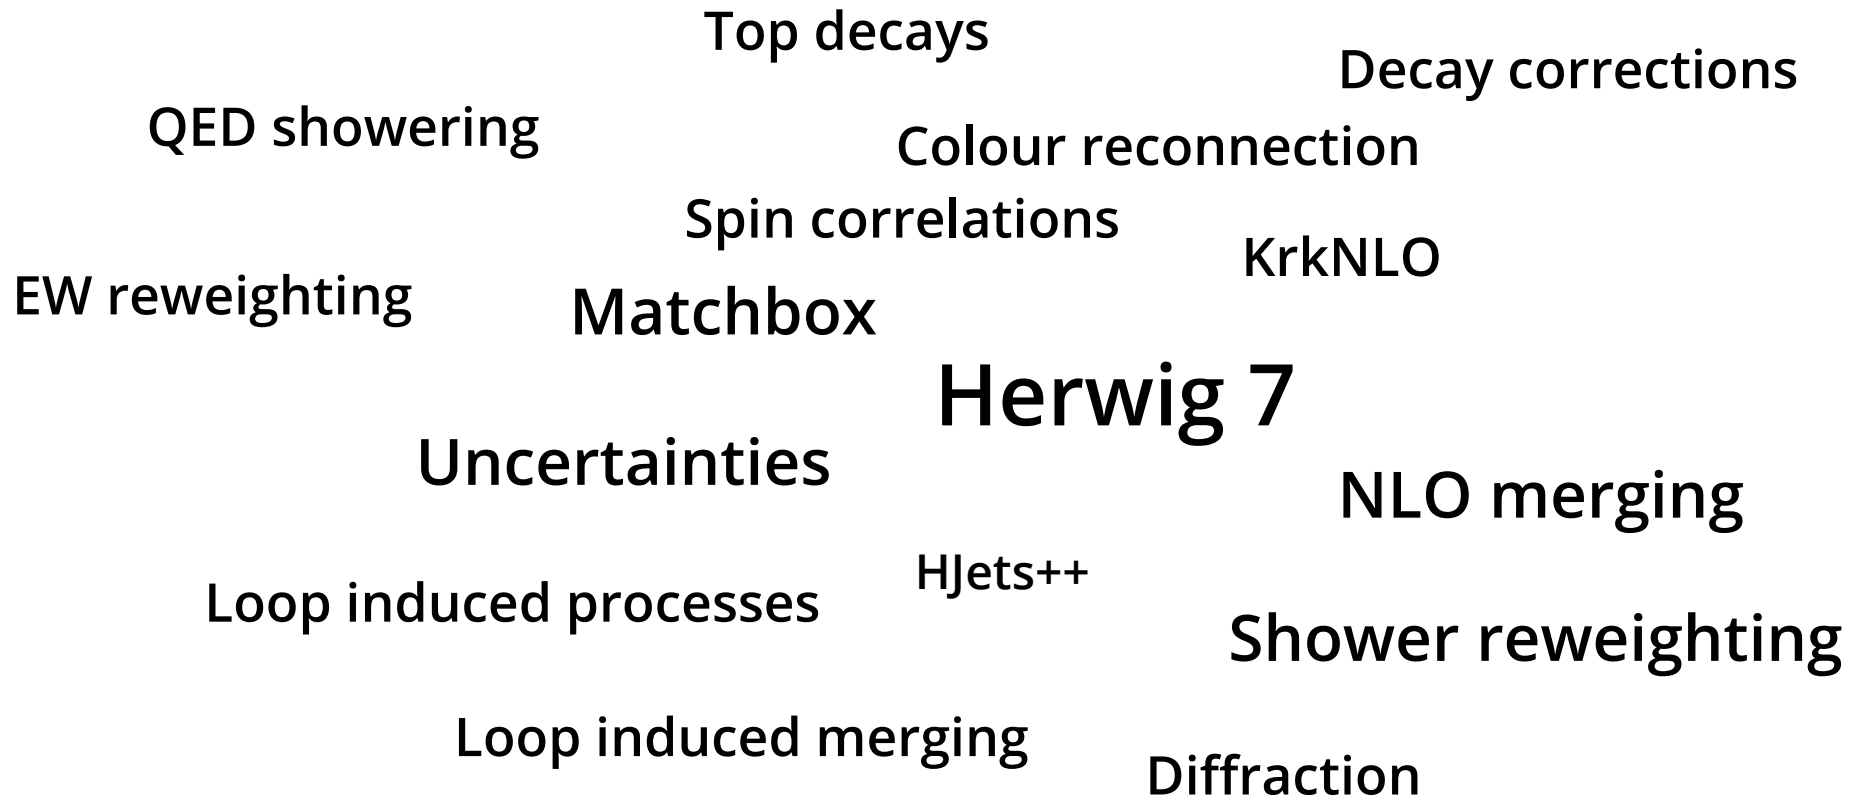 Top decays
Decay corrections
QED showering
Colour reconnection
Spin correlations
KrkNLO
EW reweighting
Matchbox
Herwig 7
Uncertainties
NLO merging
HJets++
Loop induced processes
Shower reweighting
Loop induced merging
Diffraction